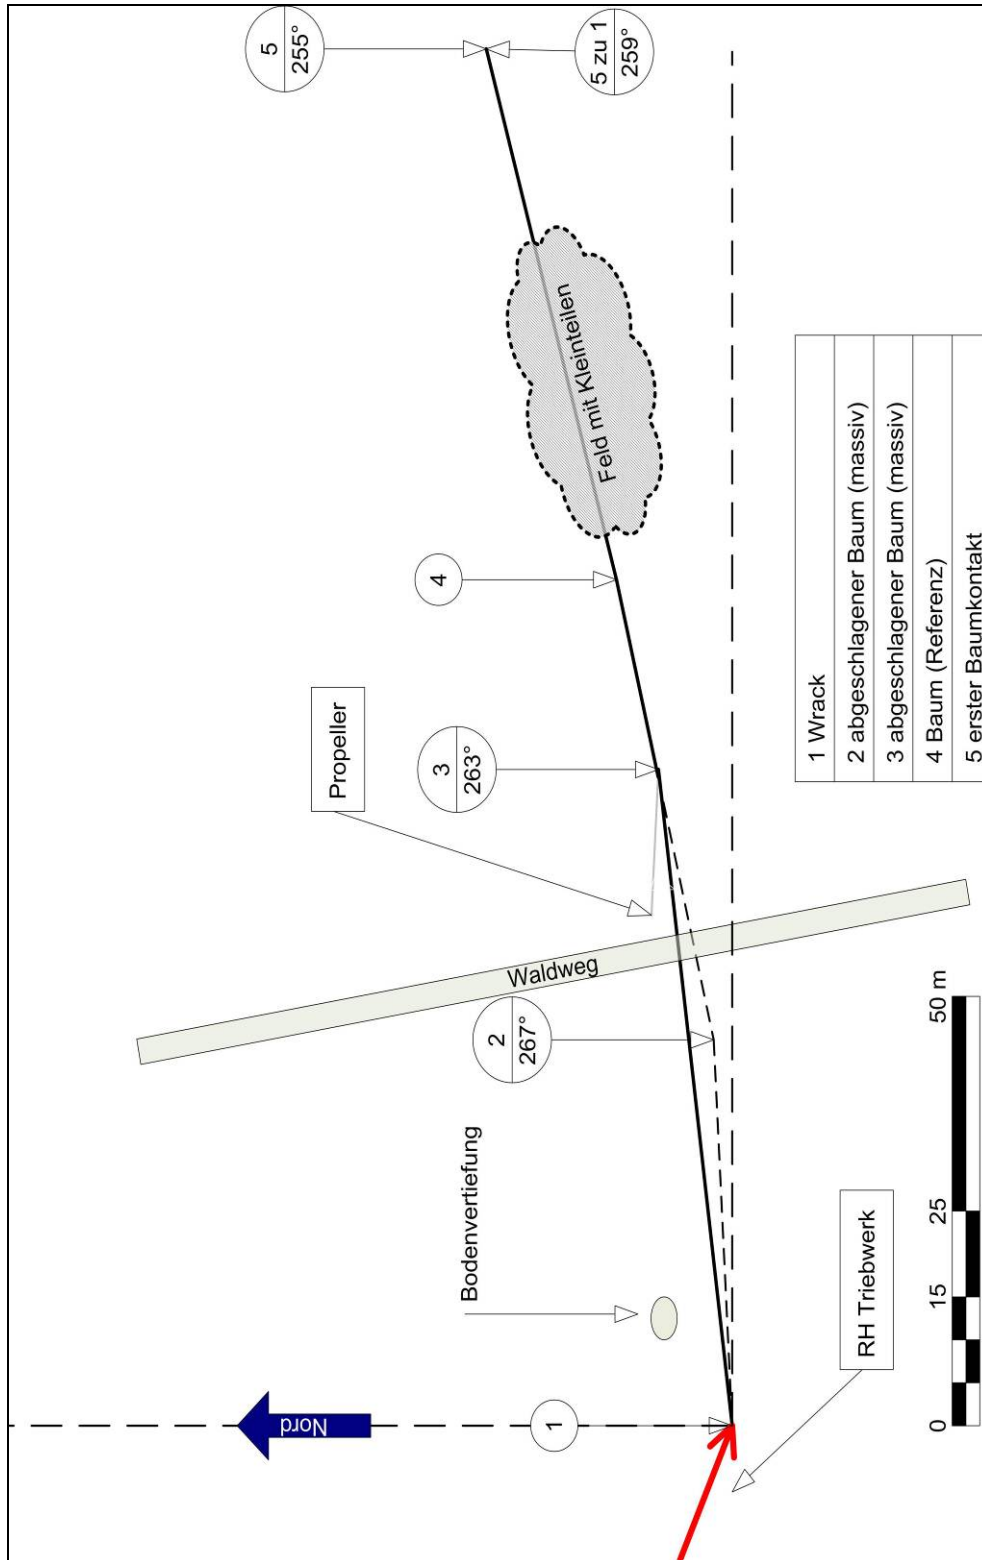 Nord
1
Bodenvertiefung
2
267°
Waldweg
Propeller
3
263°
4
Feld mit Kleinteilen
5
255°
5 zu 1
259°
RH Triebwerk
0
15
25
50 m
1 Wrack
2 abgeschlagener Baum (massiv)
3 abgeschlagener Baum (massiv)
4 Baum (Referenz)
5 erster Baumkontakt